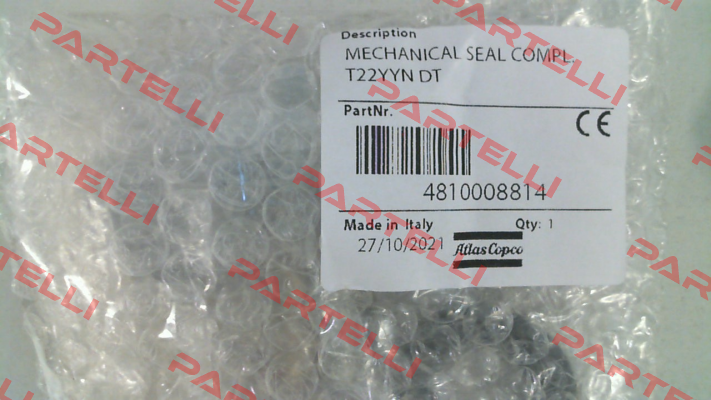 Description
MECHANICAL SEAL COMPL.
T22YYN DT
PartNr.
CE
4810008814
Made in Italy Qty: 1
27/10/2021 Atlas Copco
PARTELLI
PARTELLI
PARTELLI
PARTELLI
PARTELLI
PARTELLI
PARTELLI
PARTELLI
PARTELLI
PARTELLI